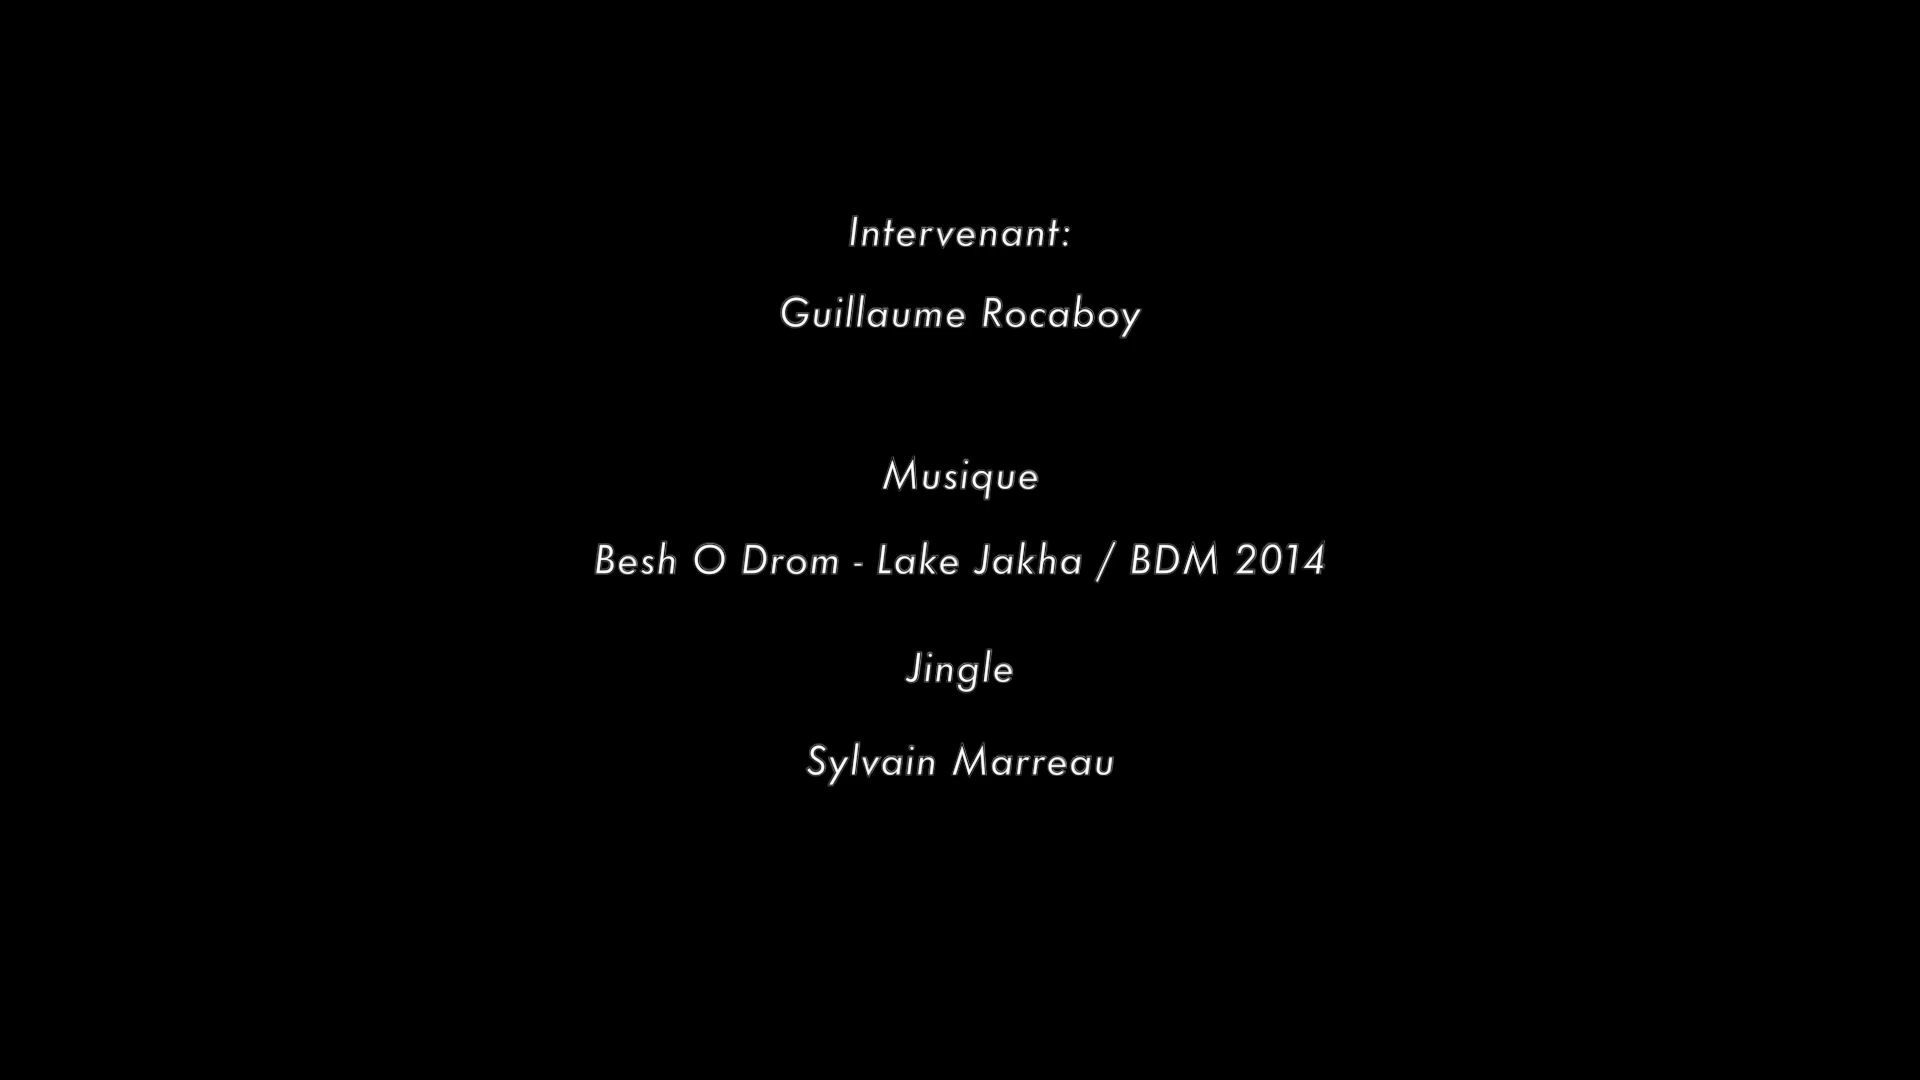 Intervenant:
Guillaume Rocaboy
Musique
Besh O Drom - Lake Jakha / BDM 2014
Jingle
Sylvain Marreau